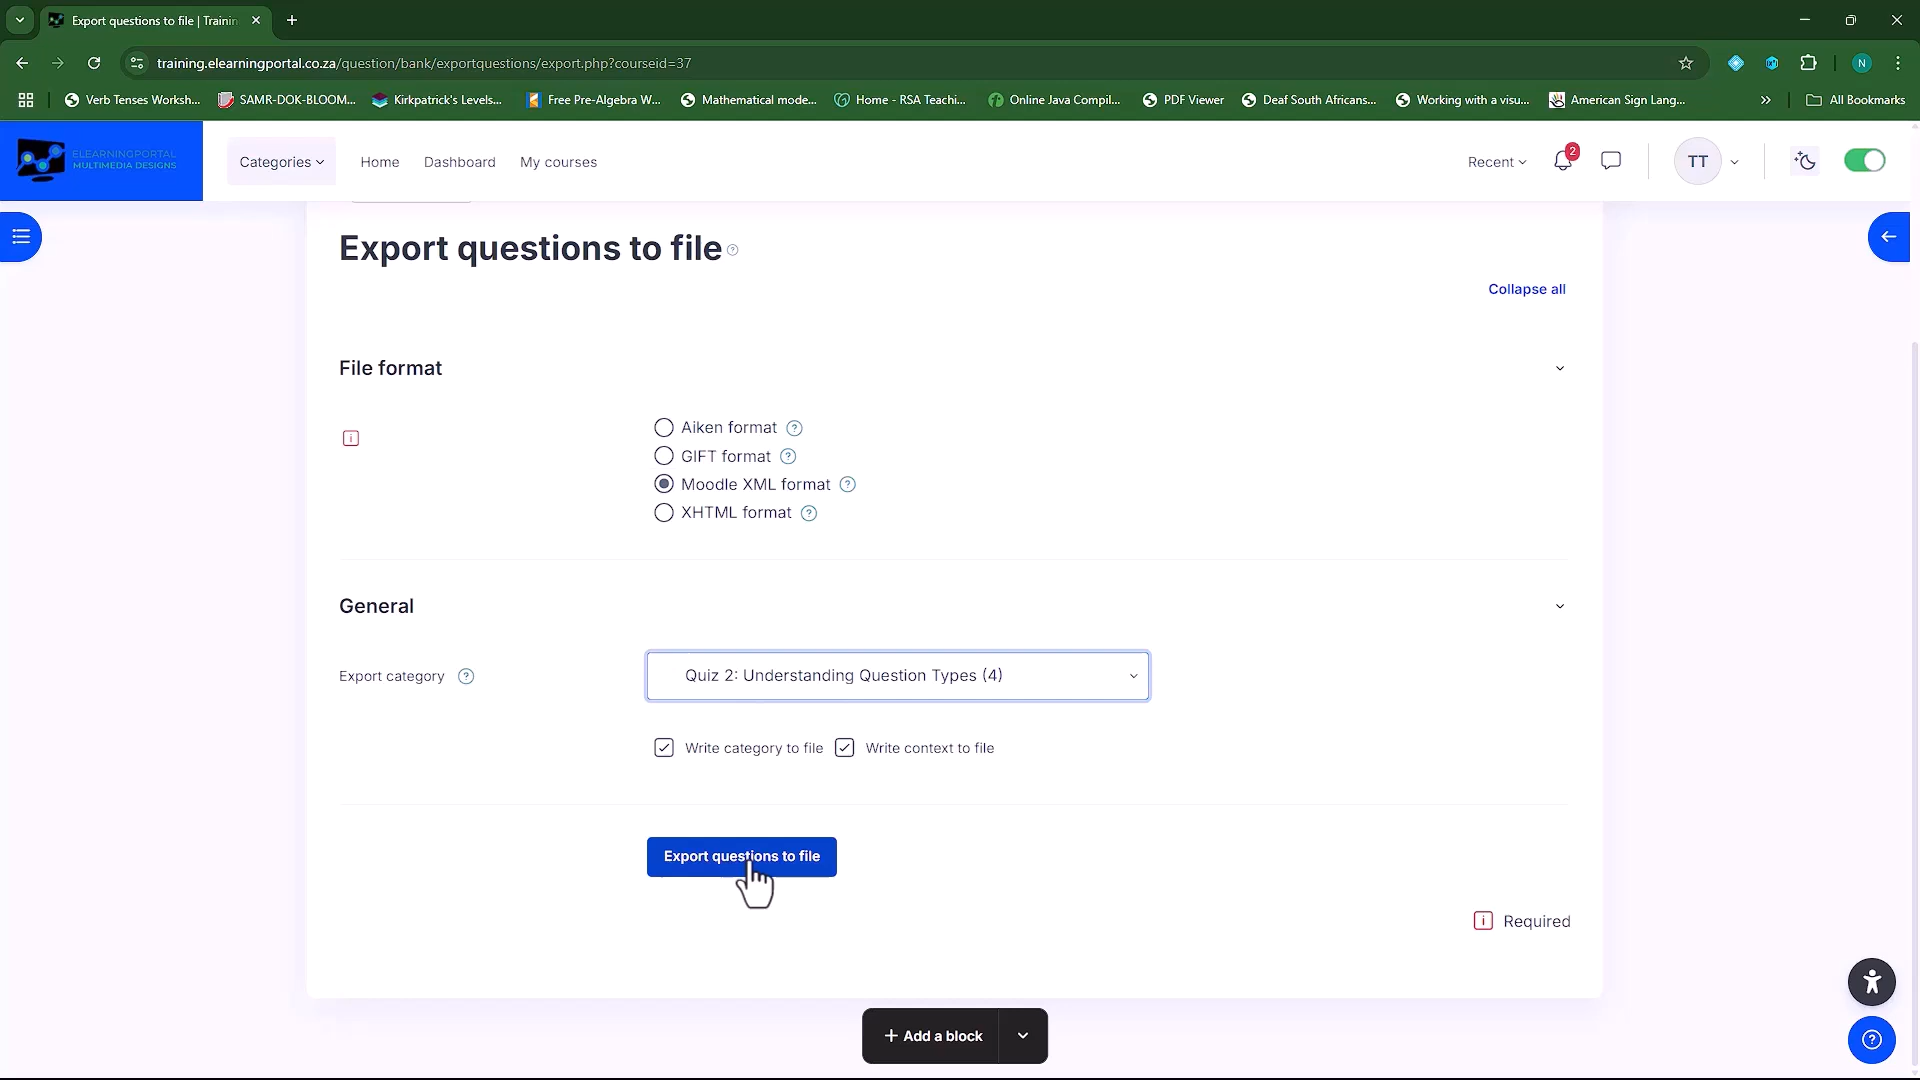 Export questions to file | Trainin
training.elearningportal.co.za/question/bank/exportquestions/export.php?courseid=37
N
Verb Tenses Worksh...
SAMR-DOK-BLOOM...
Kirkpatrick's Levels...
Free Pre-Algebra W...
Mathematical mode...
Home - RSA Teachi...
Online Java Compil...
PDF Viewer
Deaf South Africans...
Working with a visu...
American Sign Lang...
All Bookmarks
ELEARNINGPORTAL
MULTIMEDIA DESIGNS
Categories
Home
Dashboard
My courses
Recent
2
TT
Export questions to file
Collapse all
File format
Aiken format
GIFT format
Moodle XML format
XHTML format
General
Export category
Quiz 2: Understanding Question Types (4)
Write category to file
Write context to file
Export questions to file
Required
+ Add a block